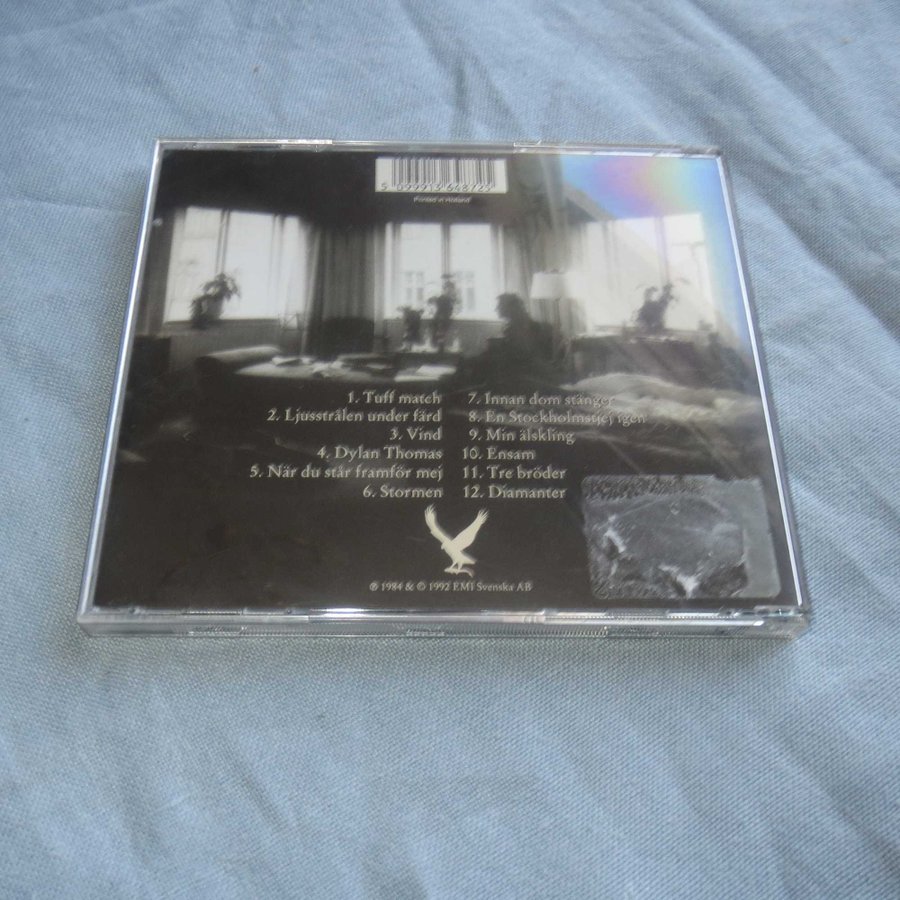 5 099913 648729
Printed in Holland
1. Tuff match
2. Ljusstrålen under färd
3. Vind
4. Dylan Thomas
5. När du står framför mej
6. Stormen
7. Innan dom stänger
8. En Stockholmstjej igen
9. Min älskling
10. Ensam
11. Tre bröder
12. Diamanter
℗ 1984 & © 1992 EMI Svenska AB